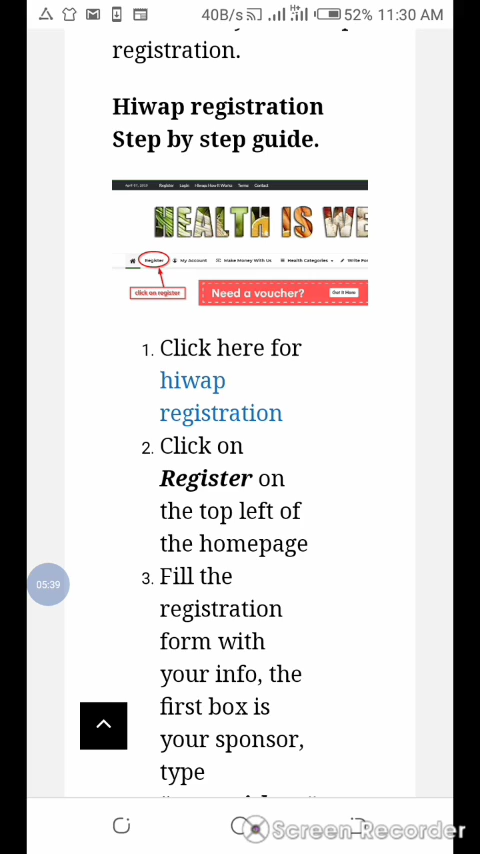 40B/s H+ 52% 11:30 AM
registration.
Hiwap registration
Step by step guide.
Register Login Hiwap How It Works Terms Contact
HEALTH IS WE
Register My Account Make Money With Us Health Categories Write For
click on register
Need a voucher? Get It Here
1. Click here for
hiwap
registration
2. Click on
Register on
the top left of
the homepage
3. Fill the
05:39
registration
form with
your info, the
first box is
your sponsor,
type
Screen Recorder